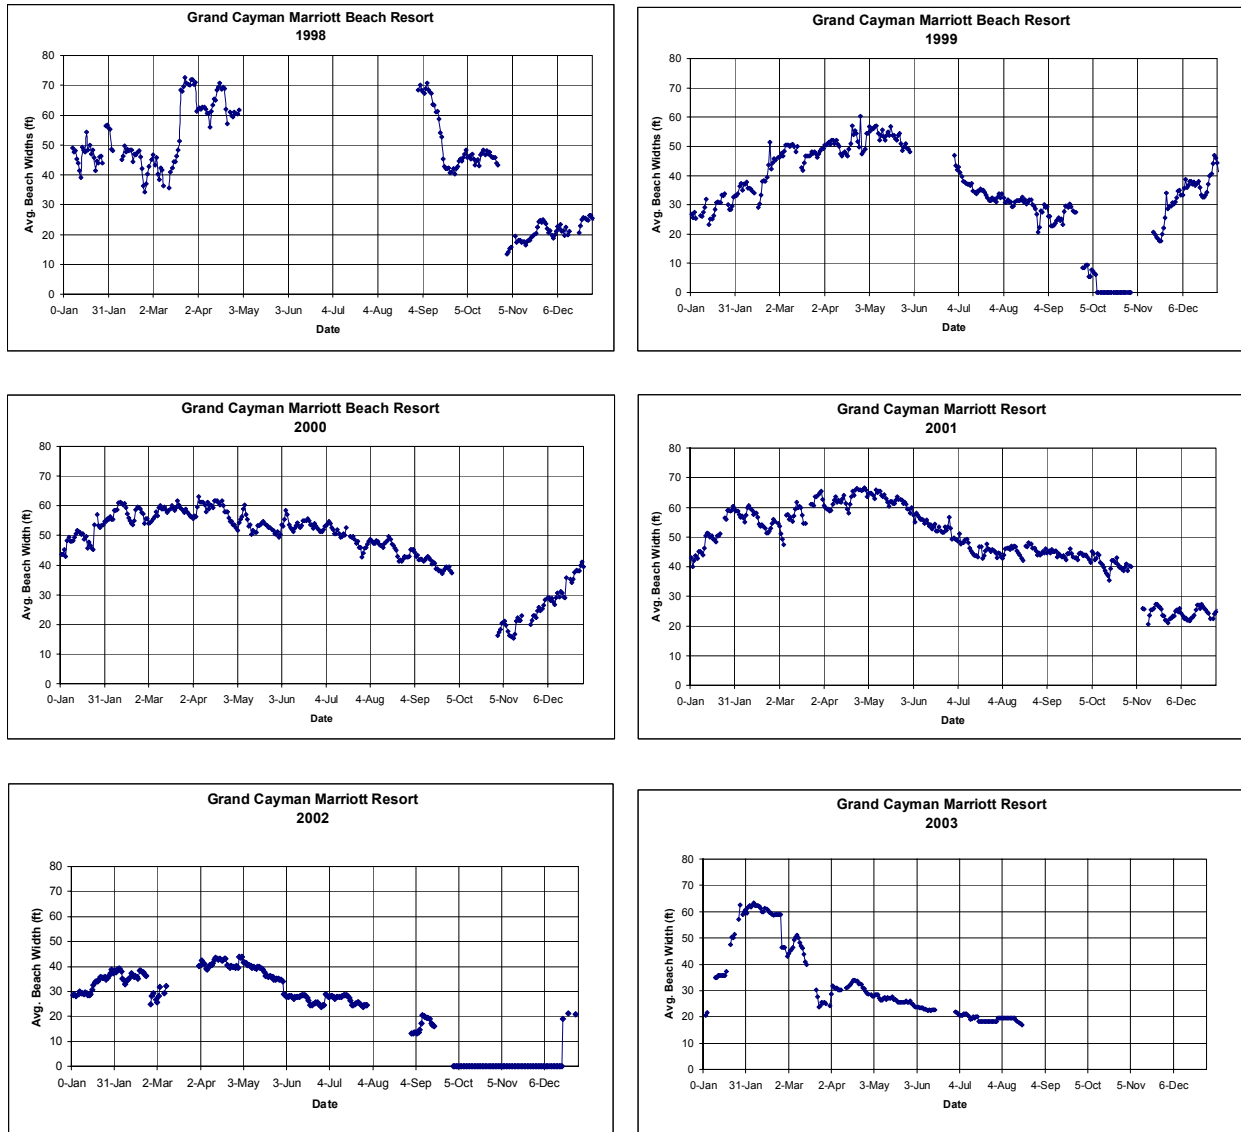 Grand Cayman Marriott Beach Resort
1998
Avg. Beach Widths (ft)
80
70
60
50
40
30
20
10
0
0-Jan 31-Jan 2-Mar 2-Apr 3-May 3-Jun 4-Jul 4-Aug 4-Sep 5-Oct 5-Nov 6-Dec
Date
Grand Cayman Marriott Beach Resort
1999
Avg. Beach Widths (ft)
80
70
60
50
40
30
20
10
0
0-Jan 31-Jan 2-Mar 2-Apr 3-May 3-Jun 4-Jul 4-Aug 4-Sep 5-Oct 5-Nov 6-Dec
Date
Grand Cayman Marriott Beach Resort
2000
Avg. Beach Width (ft)
80
70
60
50
40
30
20
10
0
0-Jan 31-Jan 2-Mar 2-Apr 3-May 3-Jun 4-Jul 4-Aug 4-Sep 5-Oct 5-Nov 6-Dec
Date
Grand Cayman Marriott Resort
2001
Avg. Beach Width (ft)
80
70
60
50
40
30
20
10
0
0-Jan 31-Jan 2-Mar 2-Apr 3-May 3-Jun 4-Jul 4-Aug 4-Sep 5-Oct 5-Nov 6-Dec
Date
Grand Cayman Marriott Resort
2002
Avg. Beach Width (ft)
80
70
60
50
40
30
20
10
0
0-Jan 31-Jan 2-Mar 2-Apr 3-May 3-Jun 4-Jul 4-Aug 4-Sep 5-Oct 5-Nov 6-Dec
Date
Grand Cayman Marriott Resort
2003
Avg. Beach Width (ft)
80
70
60
50
40
30
20
10
0
0-Jan 31-Jan 2-Mar 2-Apr 3-May 3-Jun 4-Jul 4-Aug 4-Sep 5-Oct 5-Nov 6-Dec
Date